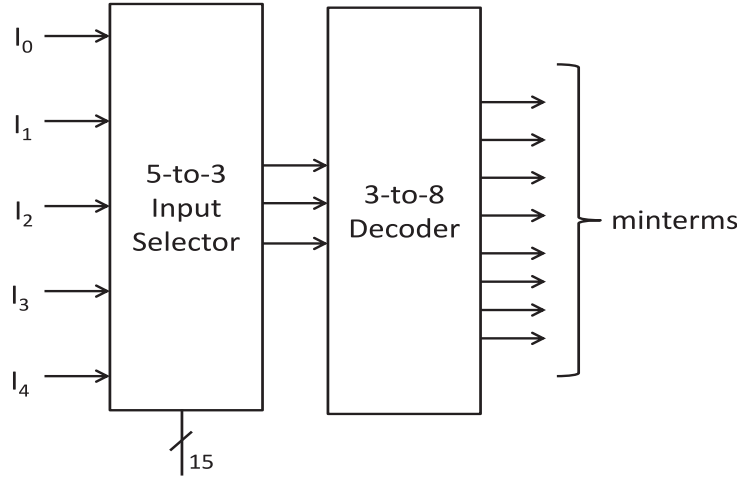 I0
I1
I2
I3
I4
5-to-3
Input
Selector
15
3-to-8
Decoder
minterms